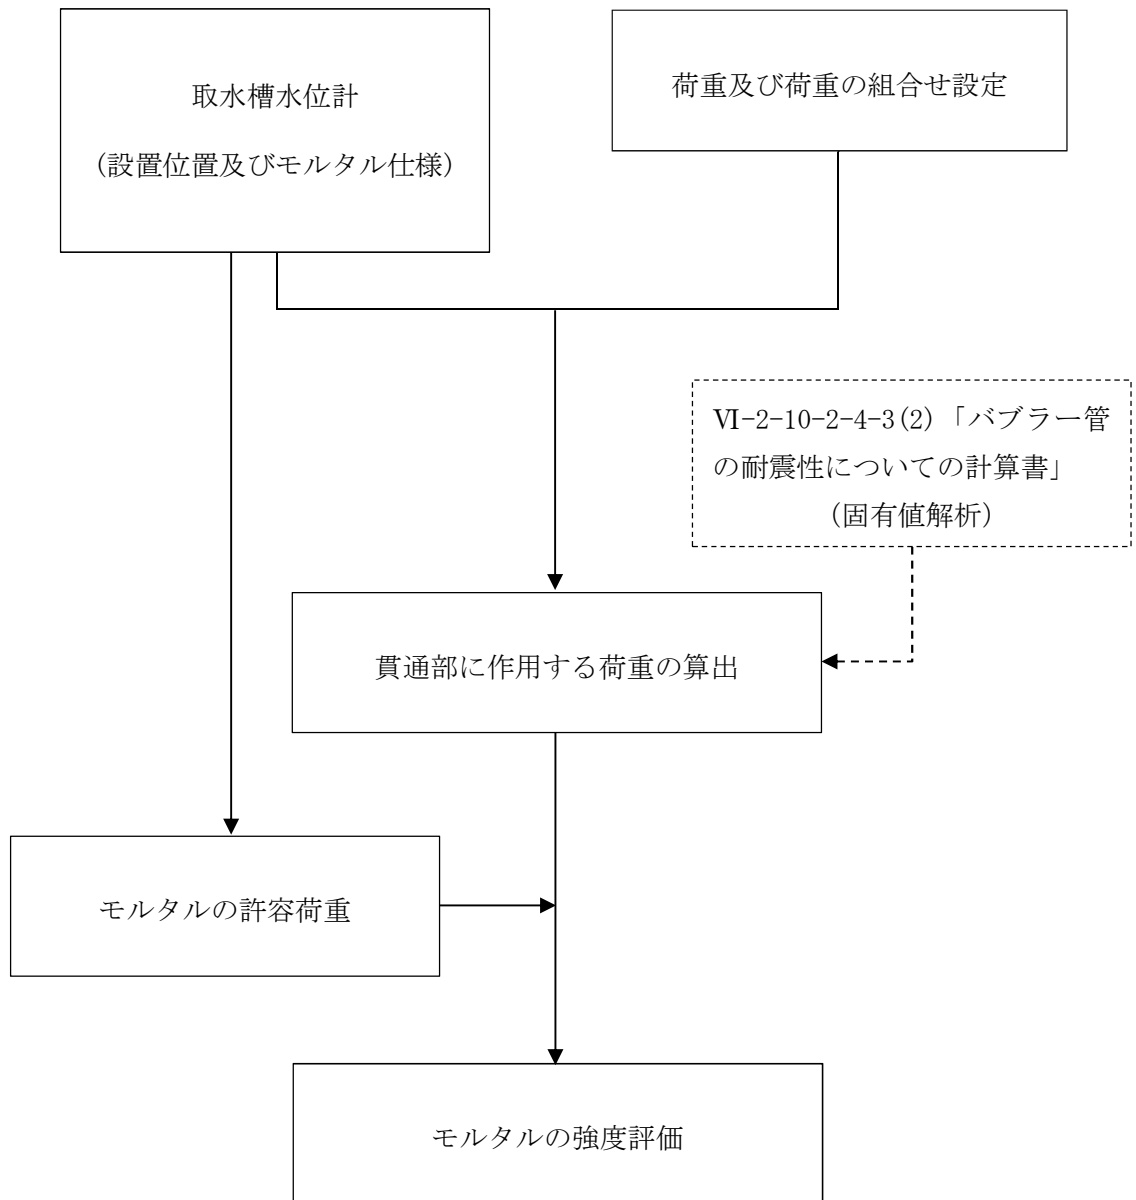 取水槽水位計
(設置位置及びモルタル仕様)
荷重及び荷重の組合せ設定
Ⅵ-2-10-2-4-3(2)「バブラー管
の耐震性についての計算書」
(固有値解析)
貫通部に作用する荷重の算出
モルタルの許容荷重
モルタルの強度評価